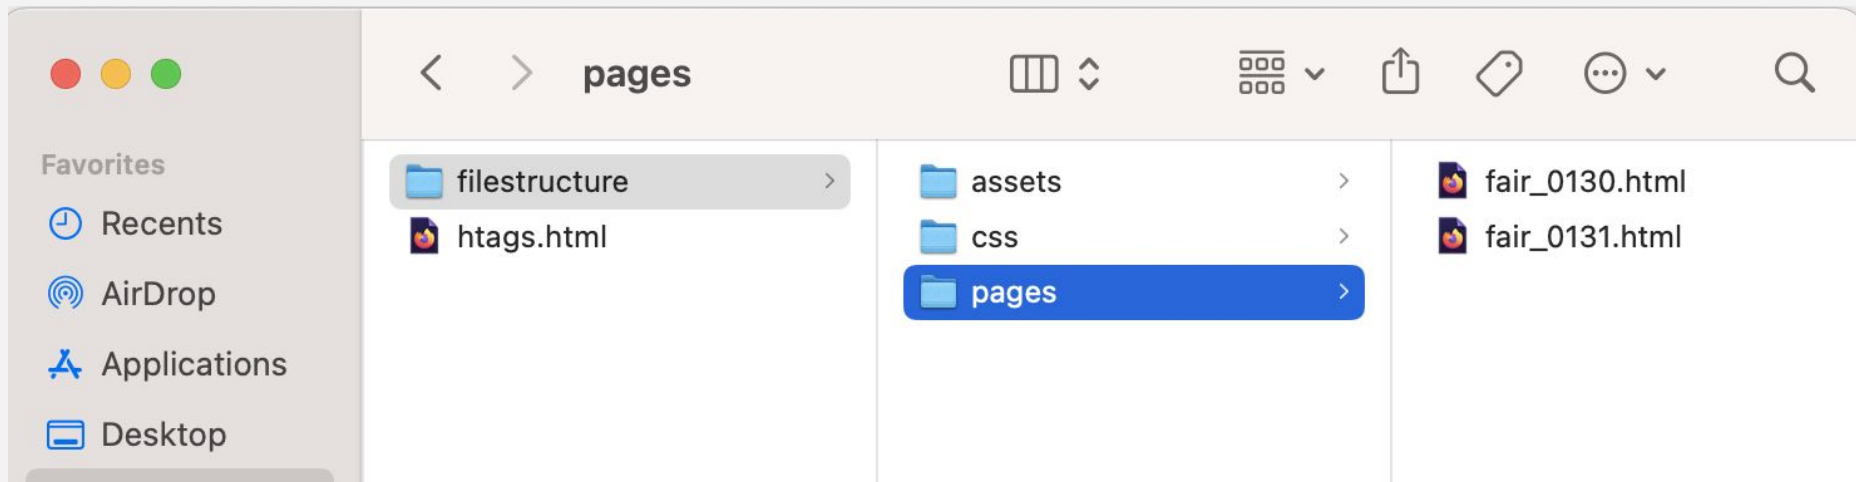 pages
Favorites
Recents
AirDrop
Applications
Desktop
filestructure
htags.html
assets
css
pages
fair_0130.html
fair_0131.html